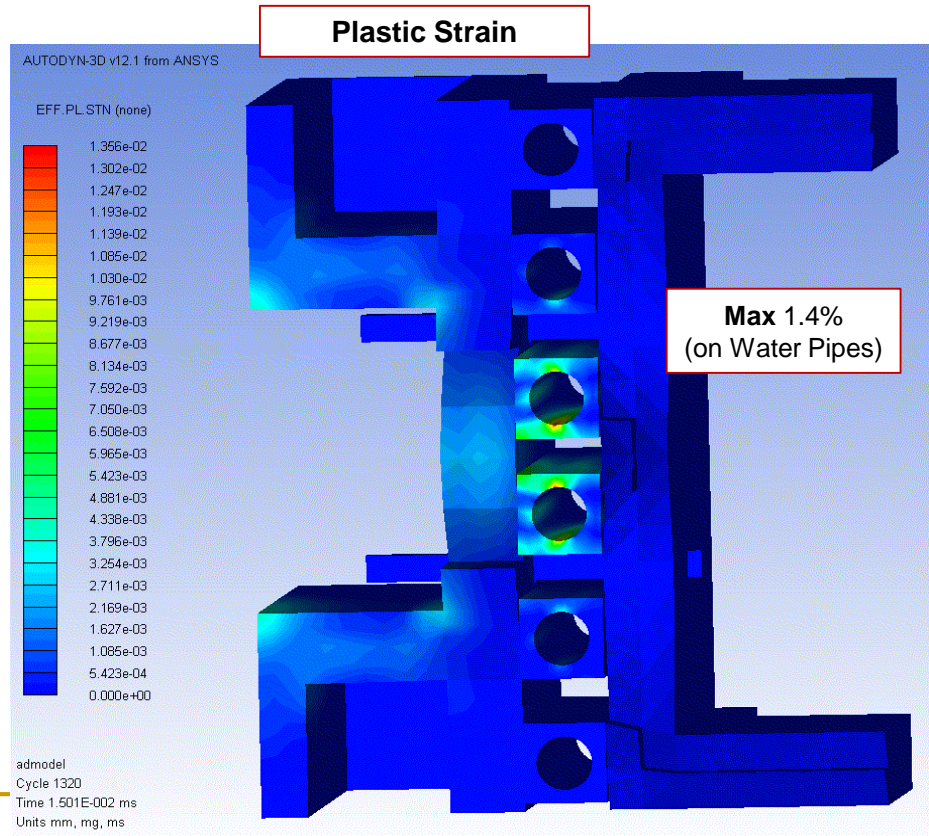 Plastic Strain
AUTODYN-3D v12.1 from ANSYS
EFF.PL.STN (none)
1.356e-02
1.302e-02
1.247e-02
1.193e-02
1.139e-02
1.085e-02
1.030e-02
9.761e-03
9.219e-03
8.677e-03
8.134e-03
7.592e-03
7.050e-03
6.508e-03
5.965e-03
5.423e-03
4.881e-03
4.338e-03
3.796e-03
3.254e-03
2.711e-03
2.169e-03
1.627e-03
1.085e-03
5.423e-04
0.000e+00
Max 1.4%
(on Water Pipes)
admodel
Cycle 1320
Time 1.501E-002 ms
Units mm, mg, ms